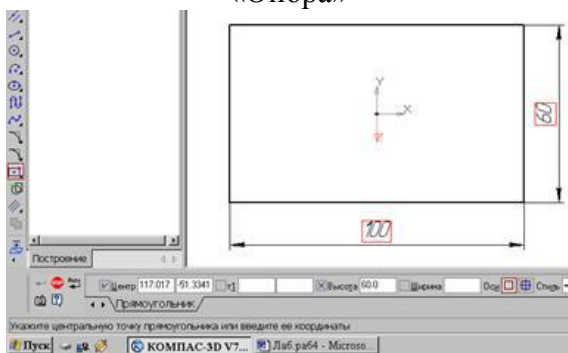 «Опора»
Y
X
60
100
Построение
Центр 117.017 -51.3341 т1 Высота 60.0 Ширина Оси Стиль
Прямоугольник
Укажите центральную точку прямоугольника или введите ее координаты
Пуск КОМПАС-3D V7... Лаб.раб4 - Microso...